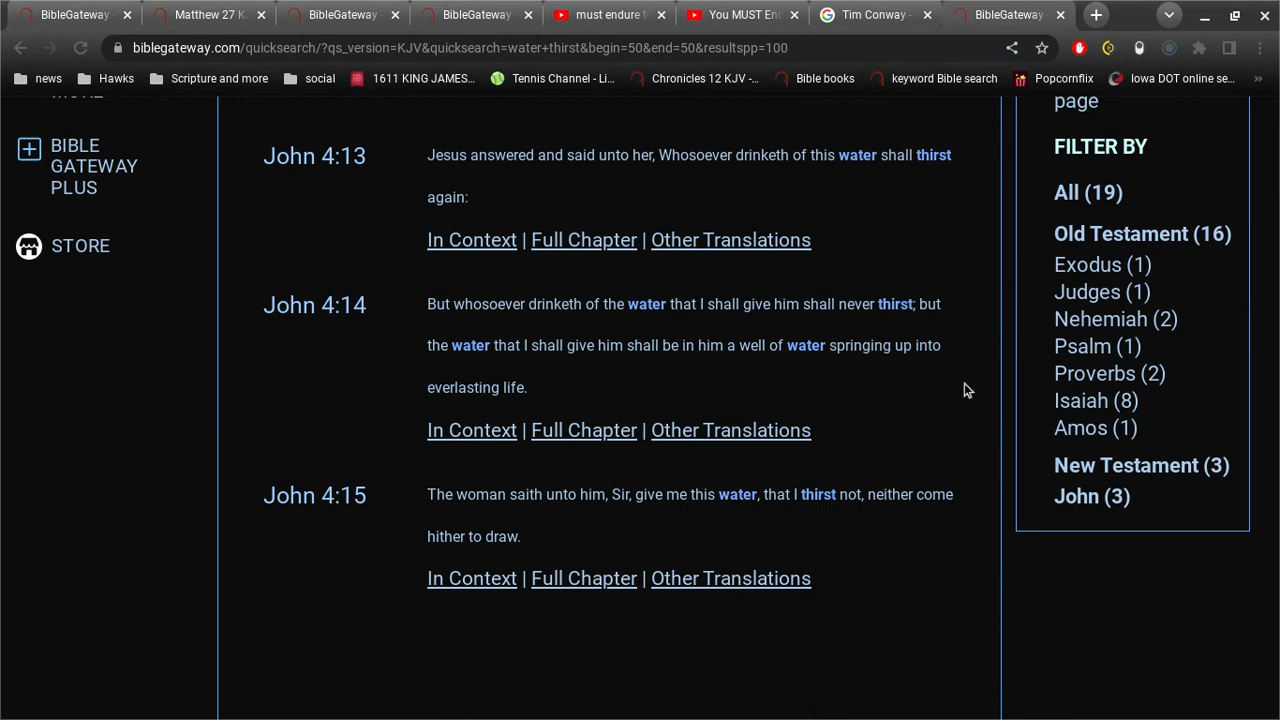 BibleGateway
Matthew 27 K
BibleGateway
BibleGateway
must endure to
You MUST End
Tim Conway -
BibleGateway
biblegateway.com/quicksearch/?qs_version=KJV&quicksearch=water+thirst&begin=50&end=50&resultspp=100
news
Hawks
Scripture and more
social
1611 KING JAMES...
Tennis Channel - Li...
Chronicles 12 KJV -...
Bible books
keyword Bible search
Popcornflix
Iowa DOT online se...
»
MORE
BIBLE
GATEWAY
PLUS
STORE
John 4:13
Jesus answered and said unto her, Whosoever drinketh of this water shall thirst
again:
In Context | Full Chapter | Other Translations
John 4:14
But whosoever drinketh of the water that I shall give him shall never thirst; but
the water that I shall give him shall be in him a well of water springing up into
everlasting life.
In Context | Full Chapter | Other Translations
John 4:15
The woman saith unto him, Sir, give me this water, that I thirst not, neither come
hither to draw.
In Context | Full Chapter | Other Translations
page
FILTER BY
All (19)
Old Testament (16)
Exodus (1)
Judges (1)
Nehemiah (2)
Psalm (1)
Proverbs (2)
Isaiah (8)
Amos (1)
New Testament (3)
John (3)